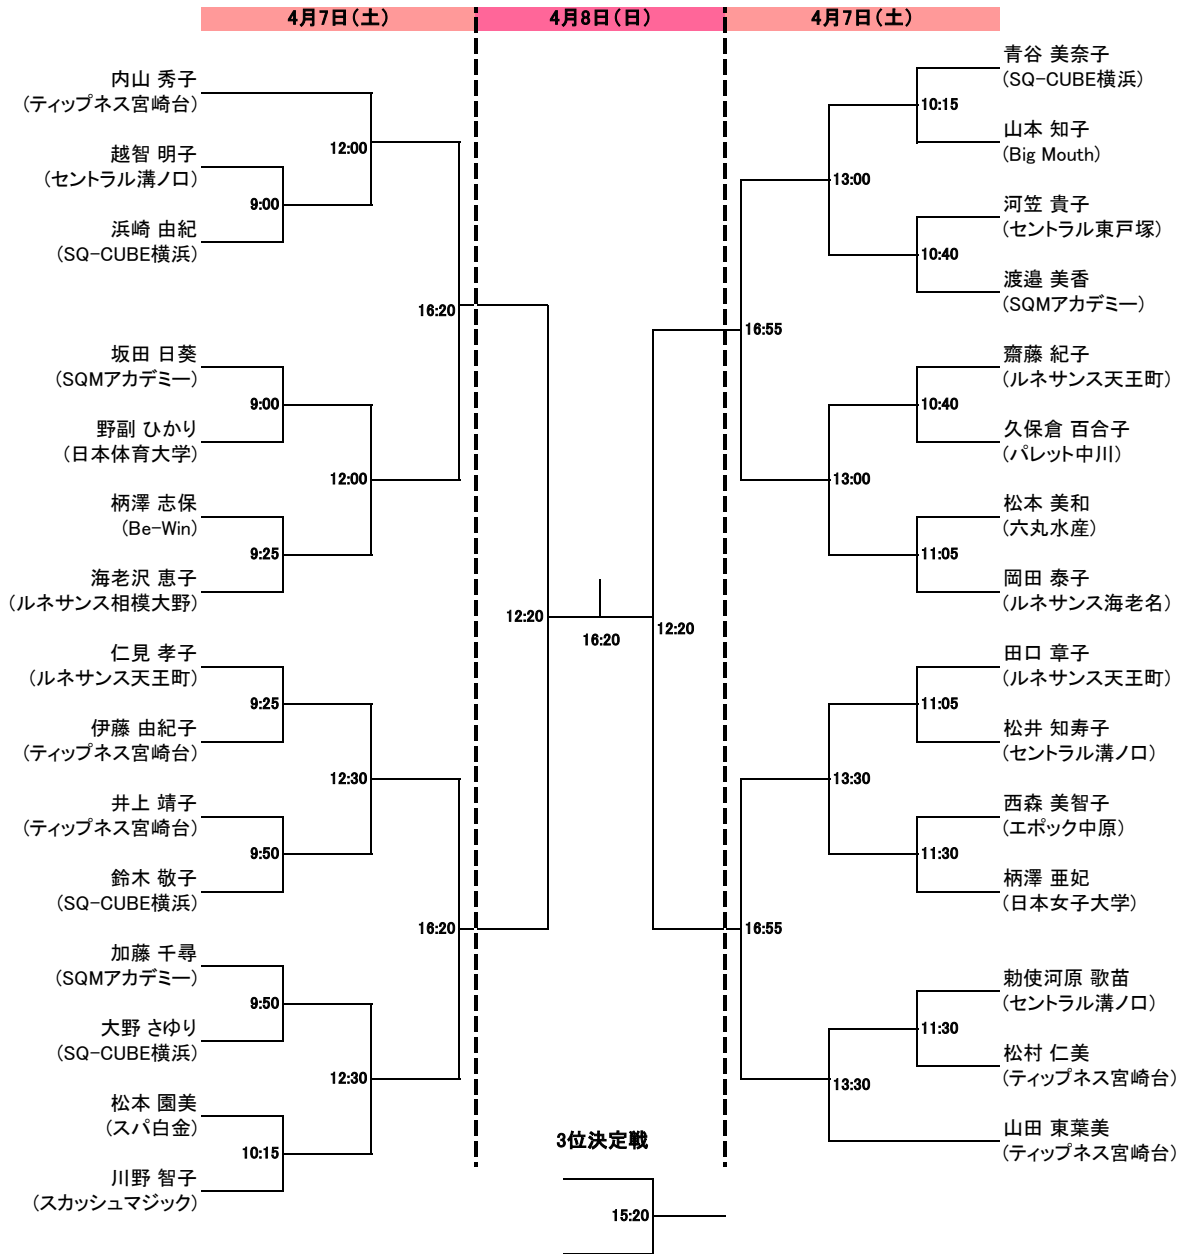 4月7日(土)
4月8日(日)
4月7日(土)
内山 秀子
(ティップネス宮崎台)
12:00
越智 明子
(セントラル溝ノ口)
9:00
浜崎 由紀
(SQ-CUBE横浜)
16:20
坂田 日葵
(SQMアカデミー)
9:00
野副 ひかり
(日本体育大学)
12:00
柄澤 志保
(Be-Win)
9:25
海老沢 恵子
(ルネサンス相模大野)
12:20
仁見 孝子
(ルネサンス天王町)
9:25
伊藤 由紀子
(ティップネス宮崎台)
12:30
井上 靖子
(ティップネス宮崎台)
9:50
鈴木 敬子
(SQ-CUBE横浜)
16:20
加藤 千尋
(SQMアカデミー)
9:50
大野 さゆり
(SQ-CUBE横浜)
12:30
松本 園美
(スパ白金)
10:15
川野 智子
(スカッシュマジック)
16:20
青谷 美奈子
(SQ-CUBE横浜)
10:15
山本 知子
(Big Mouth)
13:00
河笠 貴子
(セントラル東戸塚)
10:40
渡邉 美香
(SQMアカデミー)
16:55
齋藤 紀子
(ルネサンス天王町)
10:40
久保倉 百合子
(パレット中川)
13:00
松本 美和
(六丸水産)
11:05
岡田 泰子
(ルネサンス海老名)
12:20
田口 章子
(ルネサンス天王町)
11:05
松井 知寿子
(セントラル溝ノ口)
13:30
西森 美智子
(エポック中原)
11:30
柄澤 亜妃
(日本女子大学)
16:55
勅使河原 歌苗
(セントラル溝ノ口)
11:30
松村 仁美
(ティップネス宮崎台)
13:30
山田 東葉美
(ティップネス宮崎台)
3位決定戦
15:20